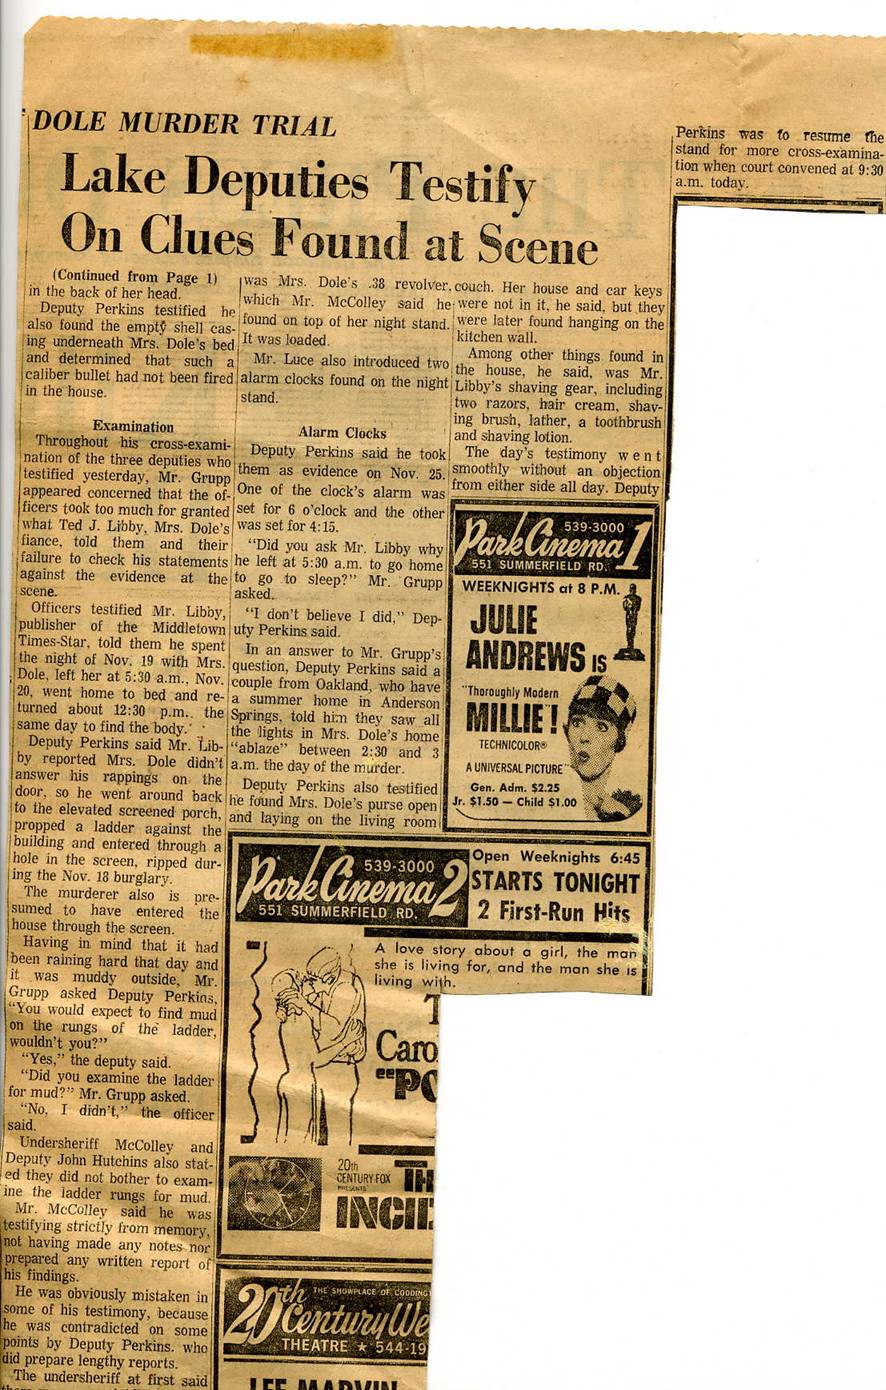 DOLE MURDER TRIAL
Lake Deputies Testify
On Clues Found at Scene
(Continued from Page 1)
in the back of her head.
Deputy Perkins testified he
also found the empty shell cas-
ing underneath Mrs. Dole's bed
and determined that such a
caliber bullet had not been fired
in the house.
Examination
Throughout his cross-exami-
nation of the three deputies who
testified yesterday, Mr. Grupp
appeared concerned that the of-
ficers took too much for granted
what Ted J. Libby, Mrs. Dole's
fiance, told them and their
failure to check his statements
against the evidence at the
scene.
Officers testified Mr. Libby,
publisher of the Middletown
Times-Star, told them he spent
the night of Nov. 19 with Mrs.
Dole, left her at 5:30 a.m., Nov.
20, went home to bed and re-
turned about 12:30 p.m. the
same day to find the body.
Deputy Perkins said Mr. Lib-
by reported Mrs. Dole didn't
answer his rappings on the
door, so he went around back
to the elevated screened porch,
propped a ladder against the
building and entered through a
hole in the screen, ripped dur-
ing the Nov. 18 burglary.
The murderer also is pre-
sumed to have entered the
house through the screen.
Having in mind that it had
been raining hard that day and
it was muddy outside, Mr.
Grupp asked Deputy Perkins,
"You would expect to find mud
on the rungs of the ladder,
wouldn't you?"
"Yes," the deputy said.
"Did you examine the ladder
for mud?" Mr. Grupp asked.
"No, I didn't," the officer
said.
Undersheriff McColley and
Deputy John Hutchins also stat-
ed they did not bother to exam-
ine the ladder rungs for mud.
Mr. McColley said he was
testifying strictly from memory,
not having made any notes nor
prepared any written report of
his findings.
He was obviously mistaken in
some of his testimony, because
he was contradicted on some
points by Deputy Perkins. who
did prepare lengthy reports.
The undersheriff at first said
was Mrs. Dole's .38 revolver,
which Mr. McColley said he
found on top of her night stand.
It was loaded.
Mr. Luce also introduced two
alarm clocks found on the night
stand.
Alarm Clocks
Deputy Perkins said he took
them as evidence on Nov. 25.
One of the clock's alarm was
set for 6 o'clock and the other
was set for 4:15.
"Did you ask Mr. Libby why
he left at 5:30 a.m. to go home
to go to sleep?" Mr. Grupp
asked.
"I don't believe I did," Dep-
uty Perkins said.
In an answer to Mr. Grupp's
question, Deputy Perkins said a
couple from Oakland, who have
a summer home in Anderson
Springs, told him they saw all
the lights in Mrs. Dole's home
"ablaze" between 2:30 and 3
a.m. the day of the murder.
Deputy Perkins also testified
he found Mrs. Dole's purse open
and laying on the living room
couch. Her house and car keys
were not in it, he said, but they
were later found hanging on the
kitchen wall.
Among other things found in
the house, he said, was Mr.
Libby's shaving gear, including
two razors, hair cream, shav-
ing brush, lather, a toothbrush
and shaving lotion.
The day's testimony went
smoothly without an objection
from either side all day. Deputy
Perkins was to resume the
stand for more cross-examina-
tion when court convened at 9:30
a.m. today.
539-3000
Park Cinema 1
551 SUMMERFIELD RD.
WEEKNIGHTS at 8 P.M.
JULIE
ANDREWS IS
"Thoroughly Modern
MILLIE"!
TECHNICOLOR®
A UNIVERSAL PICTURE
Gen. Adm. $2.25
Jr. $1.50 — Child $1.00
539-3000
Park Cinema 2
551 SUMMERFIELD RD.
Open Weeknights 6:45
STARTS TONIGHT
2 First-Run Hits
A love story about a girl, the man
she is living for, and the man she is
living with.
Caro
"PO
20th
CENTURY-FOX
PRESENTS
TH
INCI
THE SHOWPLACE OF CODDINGT
20th Century We
THEATRE ★ 544-19
LEE MARVIN